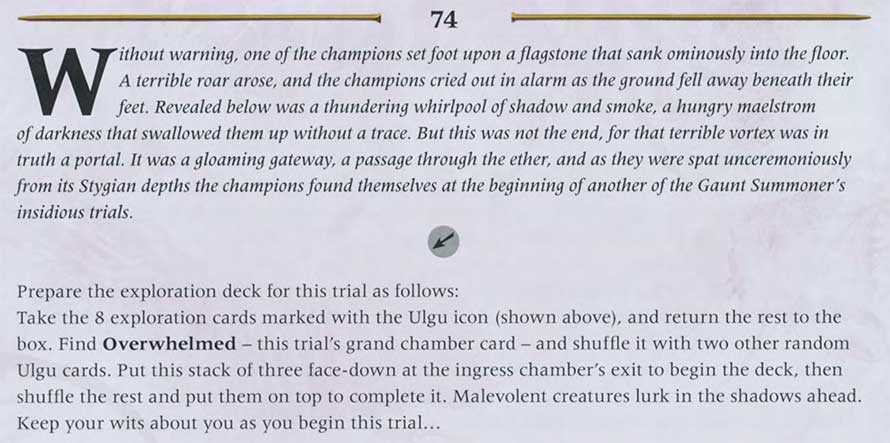 74
Without warning, one of the champions set foot upon a flagstone that sank ominously into the floor.
A terrible roar arose, and the champions cried out in alarm as the ground fell away beneath their
feet. Revealed below was a thundering whirlpool of shadow and smoke, a hungry maelstrom
of darkness that swallowed them up without a trace. But this was not the end, for that terrible vortex was in
truth a portal. It was a gloaming gateway, a passage through the ether, and as they were spat unceremoniously
from its Stygian depths the champions found themselves at the beginning of another of the Gaunt Summoner's
insidious trials.
Prepare the exploration deck for this trial as follows:
Take the 8 exploration cards marked with the Ulgu icon (shown above), and return the rest to the
box. Find Overwhelmed – this trial's grand chamber card – and shuffle it with two other random
Ulgu cards. Put this stack of three face-down at the ingress chamber's exit to begin the deck, then
shuffle the rest and put them on top to complete it. Malevolent creatures lurk in the shadows ahead.
Keep your wits about you as you begin this trial…